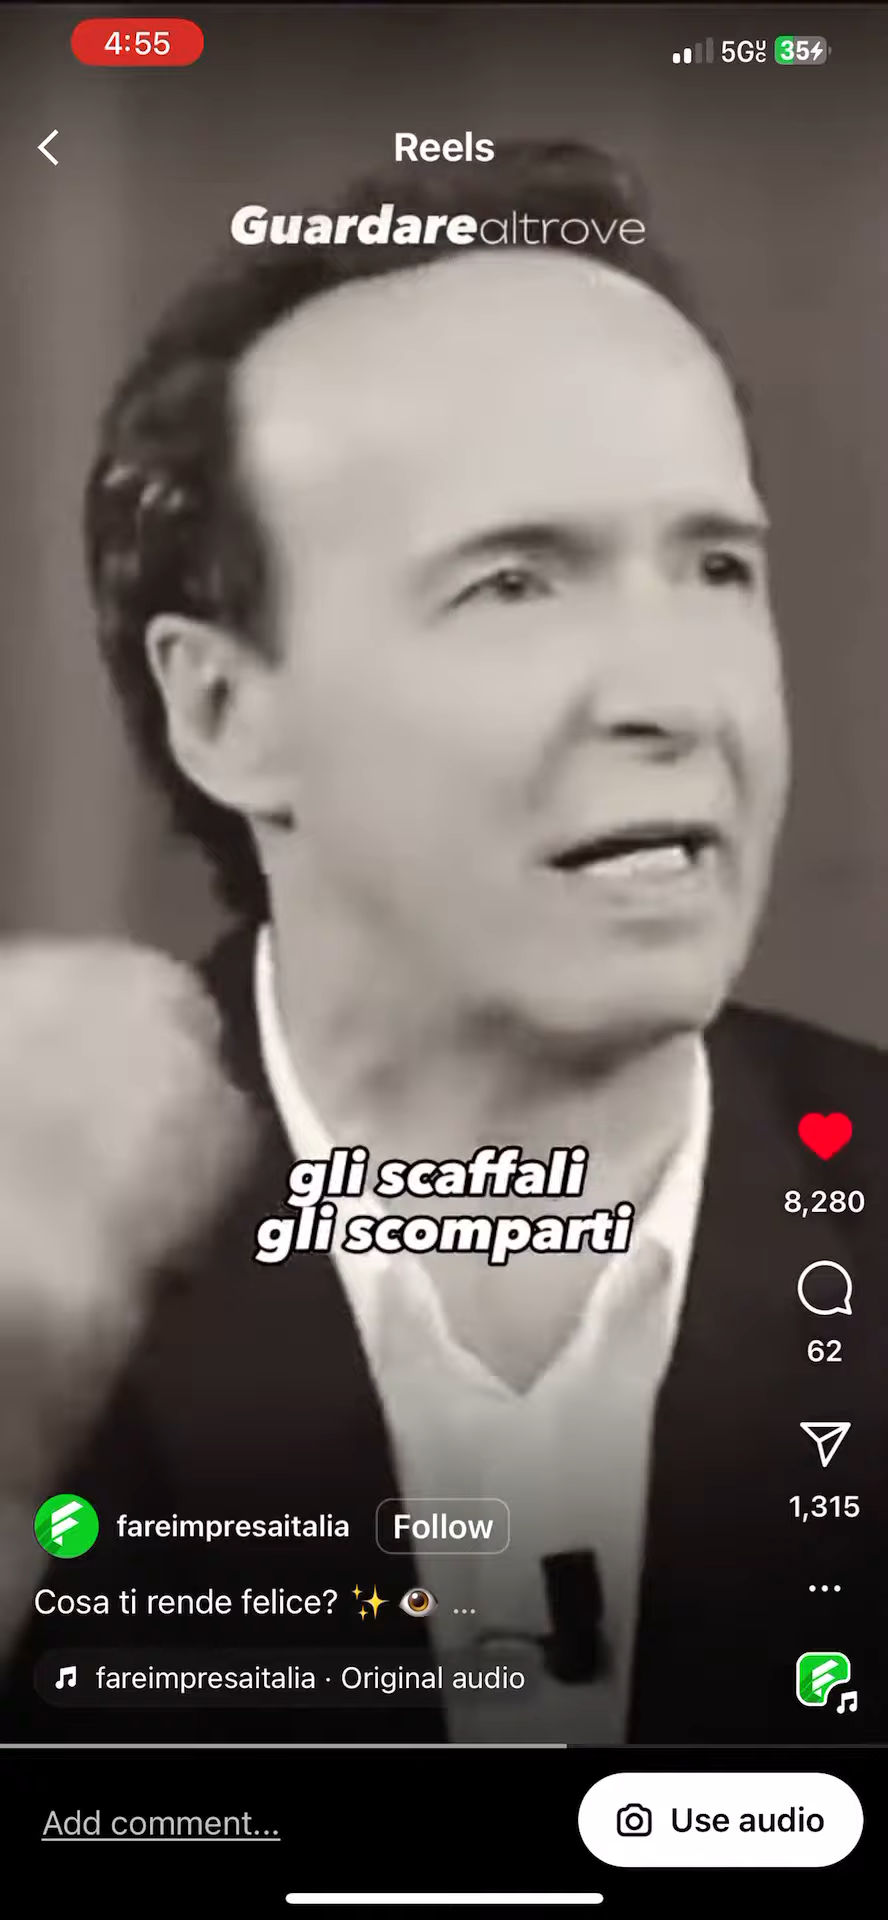 4:55
5GUC 35
Reels
Guardarealtrove
gli scaffali
gli scomparti
8,280
62
1,315
fareimpresaitalia Follow
Cosa ti rende felice? ✨ 👁️ ...
fareimpresaitalia · Original audio
Add comment...
Use audio